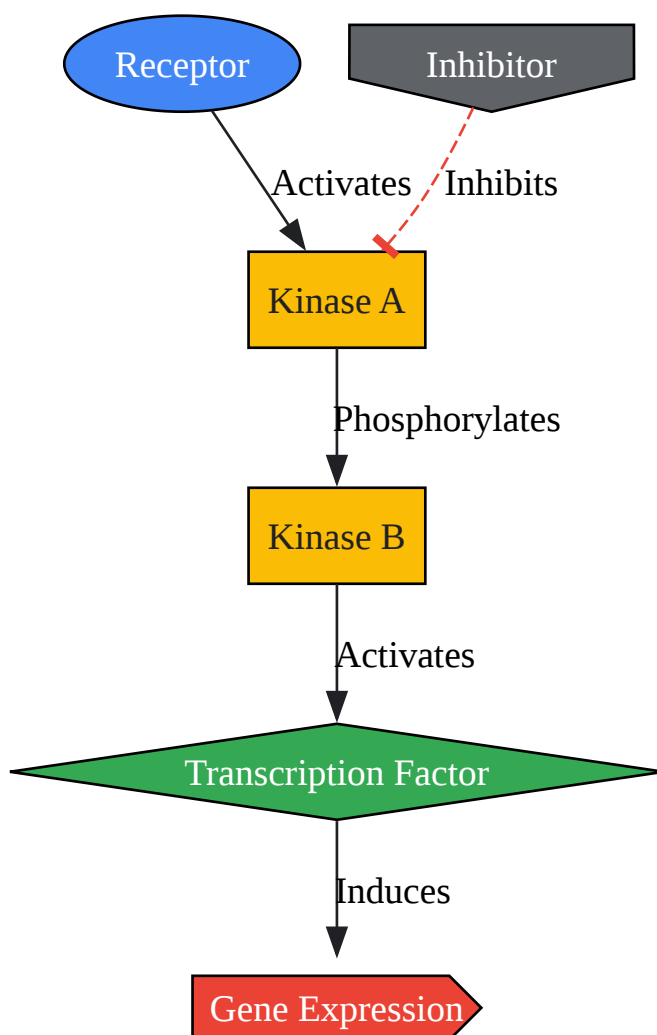 Receptor
Inhibitor
Activates
Inhibits
Kinase A
Phosphorylates
Kinase B
Activates
Transcription Factor
Induces
Gene Expression